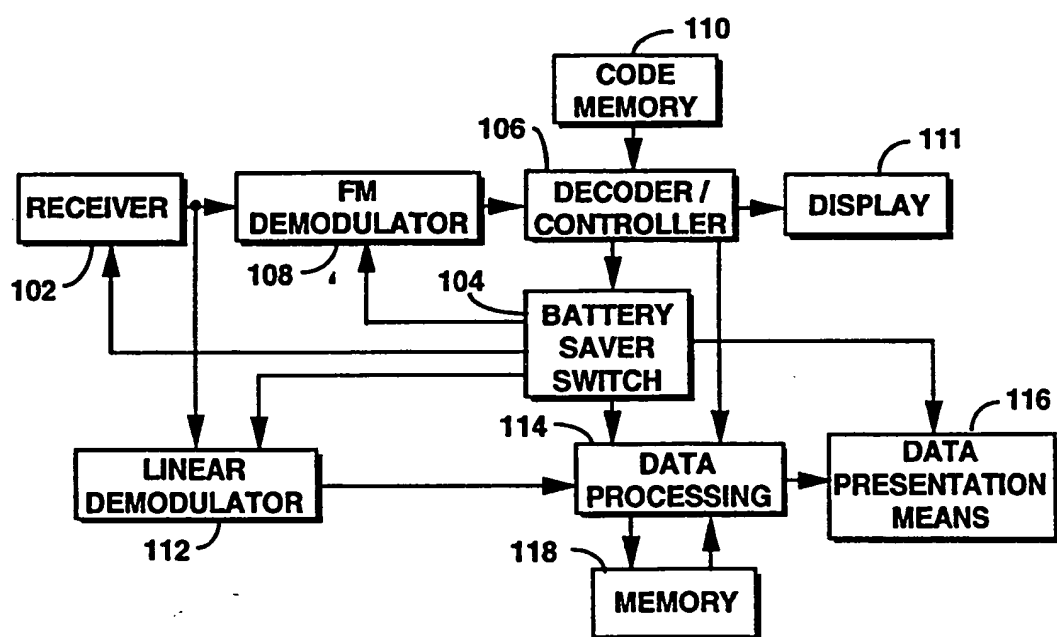 110
CODE
MEMORY
106
111
RECEIVER
FM
DEMODULATOR
DECODER /
CONTROLLER
DISPLAY
102
108
104
BATTERY
SAVER
SWITCH
114
116
LINEAR
DEMODULATOR
DATA
PROCESSING
DATA
PRESENTATION
MEANS
112
118
MEMORY